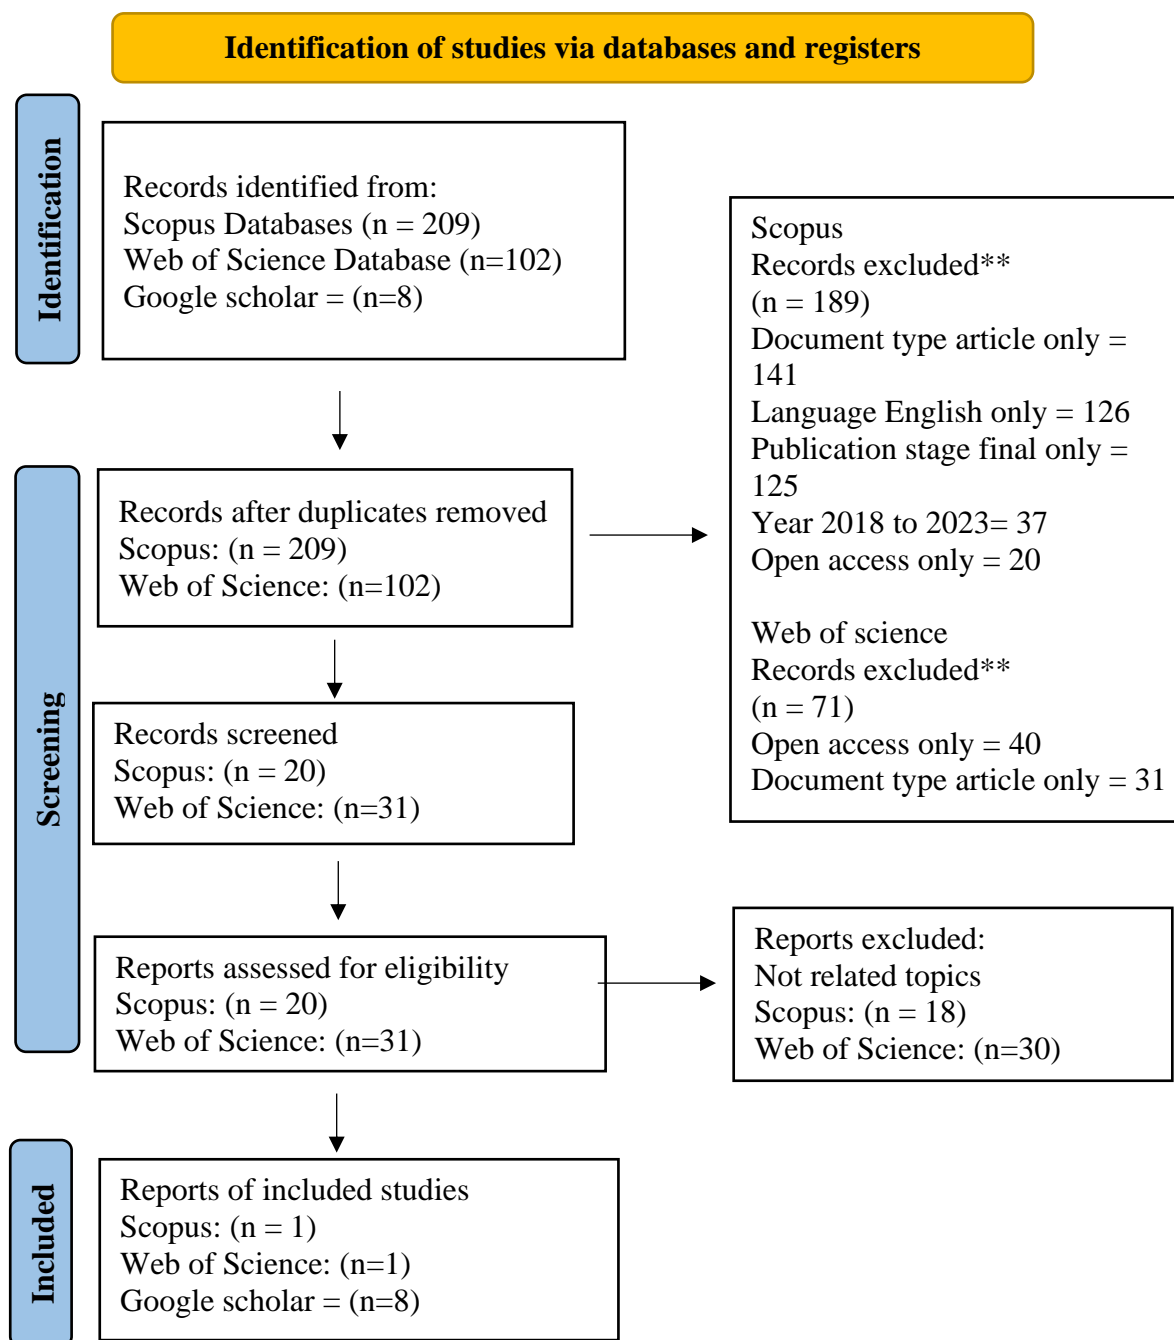 Identification of studies via databases and registers
Identification
Records identified from:
Scopus Databases (n = 209)
Web of Science Database (n=102)
Google scholar = (n=8)
Scopus
Records excluded**
(n = 189)
Document type article only =
141
Language English only = 126
Publication stage final only =
125
Year 2018 to 2023= 37
Open access only = 20
Web of science
Records excluded**
(n = 71)
Open access only = 40
Document type article only = 31
Screening
Records after duplicates removed
Scopus: (n = 209)
Web of Science: (n=102)
Records screened
Scopus: (n = 20)
Web of Science: (n=31)
Reports assessed for eligibility
Scopus: (n = 20)
Web of Science: (n=31)
Reports excluded:
Not related topics
Scopus: (n = 18)
Web of Science: (n=30)
Included
Reports of included studies
Scopus: (n = 1)
Web of Science: (n=1)
Google scholar = (n=8)